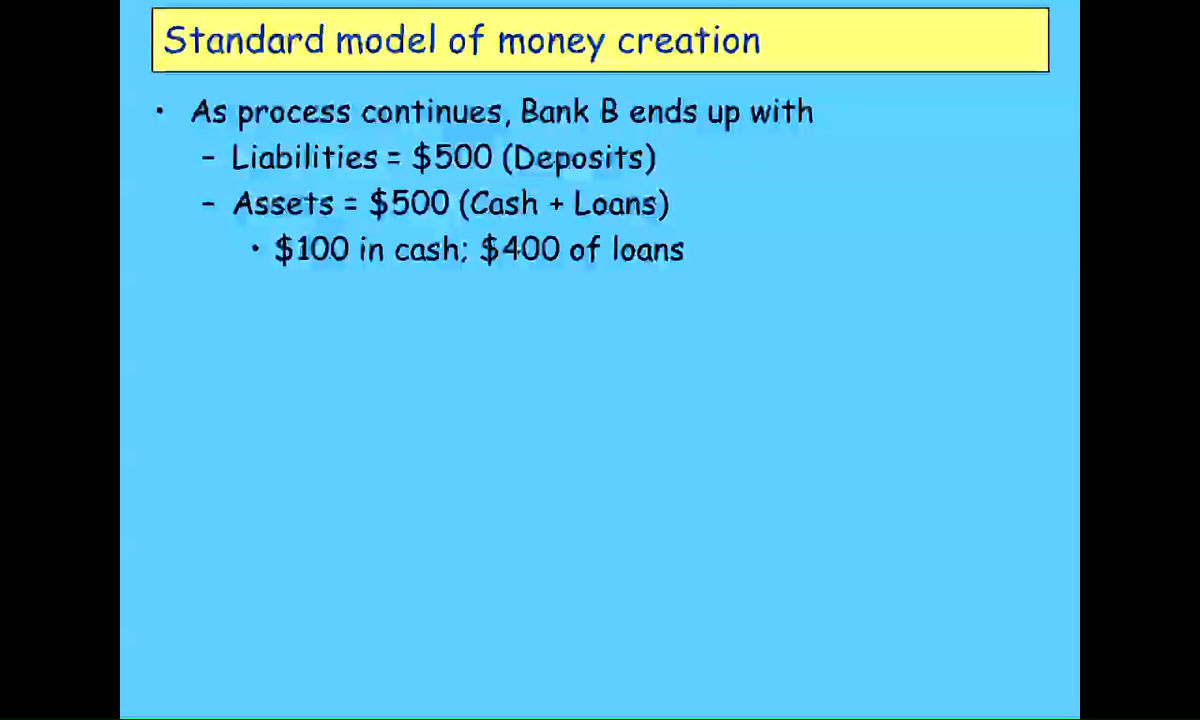 Standard model of money creation
• As process continues, Bank B ends up with
– Liabilities = $500 (Deposits)
– Assets = $500 (Cash + Loans)
• $100 in cash; $400 of loans